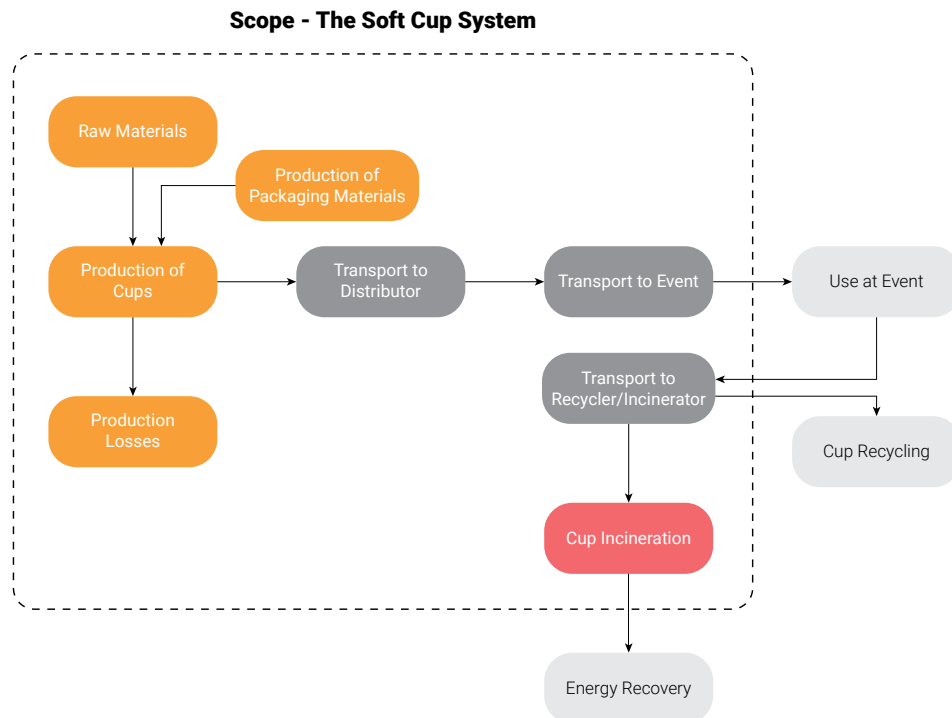 Scope - The Soft Cup System
Raw Materials
Production of
Packaging Materials
Production of
Cups
Transport to
Distributor
Transport to Event
Use at Event
Transport to
Recycler/Incinerator
Production
Losses
Cup Recycling
Cup Incineration
Energy Recovery